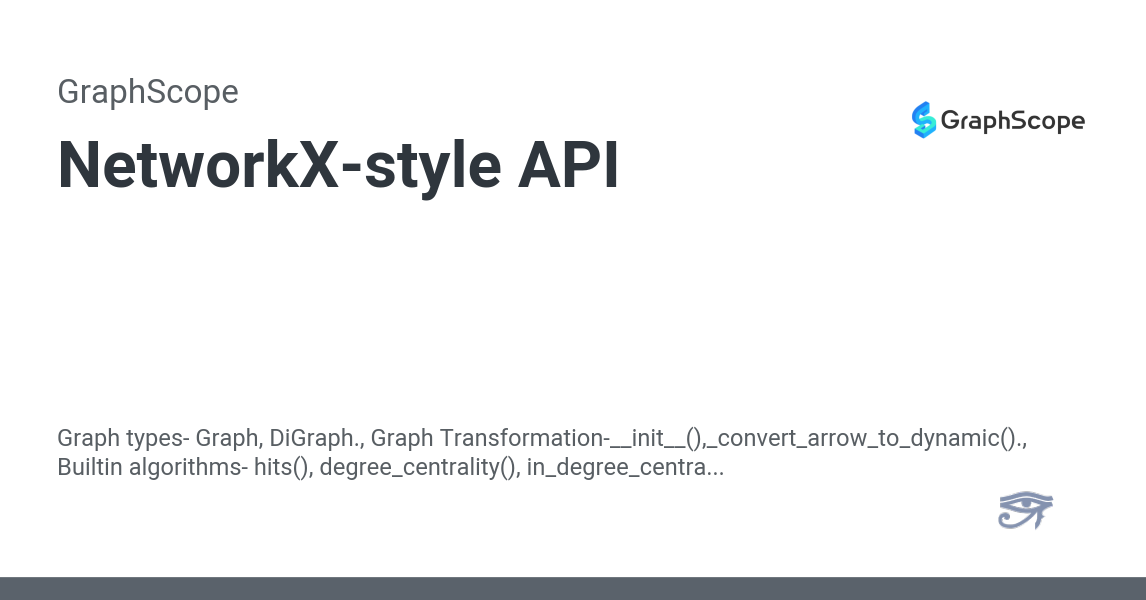 GraphScope
GraphScope
NetworkX-style API
Graph types- Graph, DiGraph., Graph Transformation-__init__(),_convert_arrow_to_dynamic().,
Builtin algorithms- hits(), degree_centrality(), in_degree_centra...